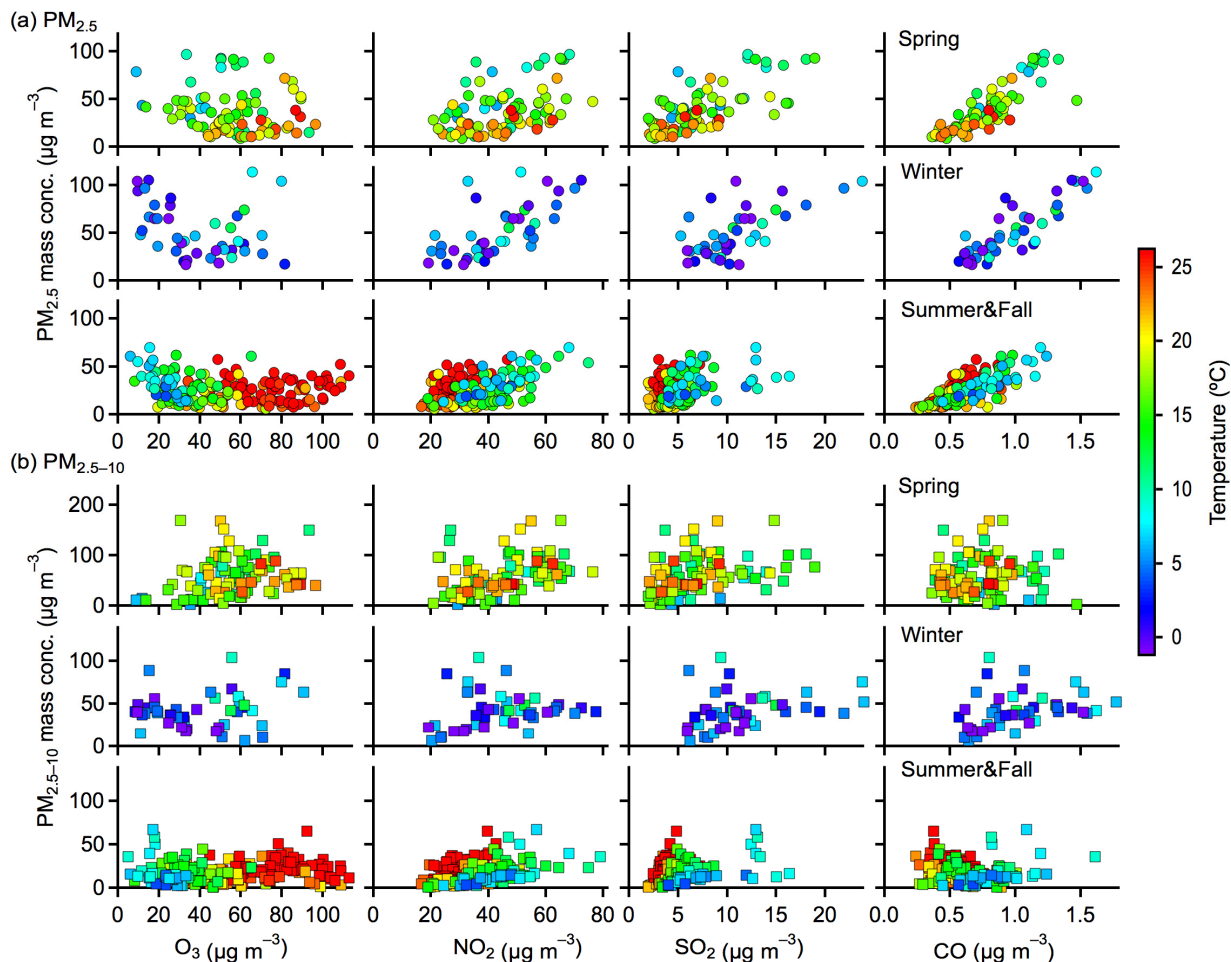 (a) PM2.5
PM2.5 mass conc. (µg m−3)
100
50
0
Spring
100
50
0
Winter
100
50
0
Summer&Fall
0 20 40 60 80 100
0 20 40 60 80
0 5 10 15 20
0.0 0.5 1.0 1.5
(b) PM2.5–10
PM2.5–10 mass conc. (µg m−3)
200
100
0
Spring
100
50
0
Winter
100
50
0
Summer&Fall
0 20 40 60 80 100
0 20 40 60 80
0 5 10 15 20
0.0 0.5 1.0 1.5
O3 (µg m−3)
NO2 (µg m−3)
SO2 (µg m−3)
CO (µg m−3)
25
20
15
10
5
0
Temperature (ºC)